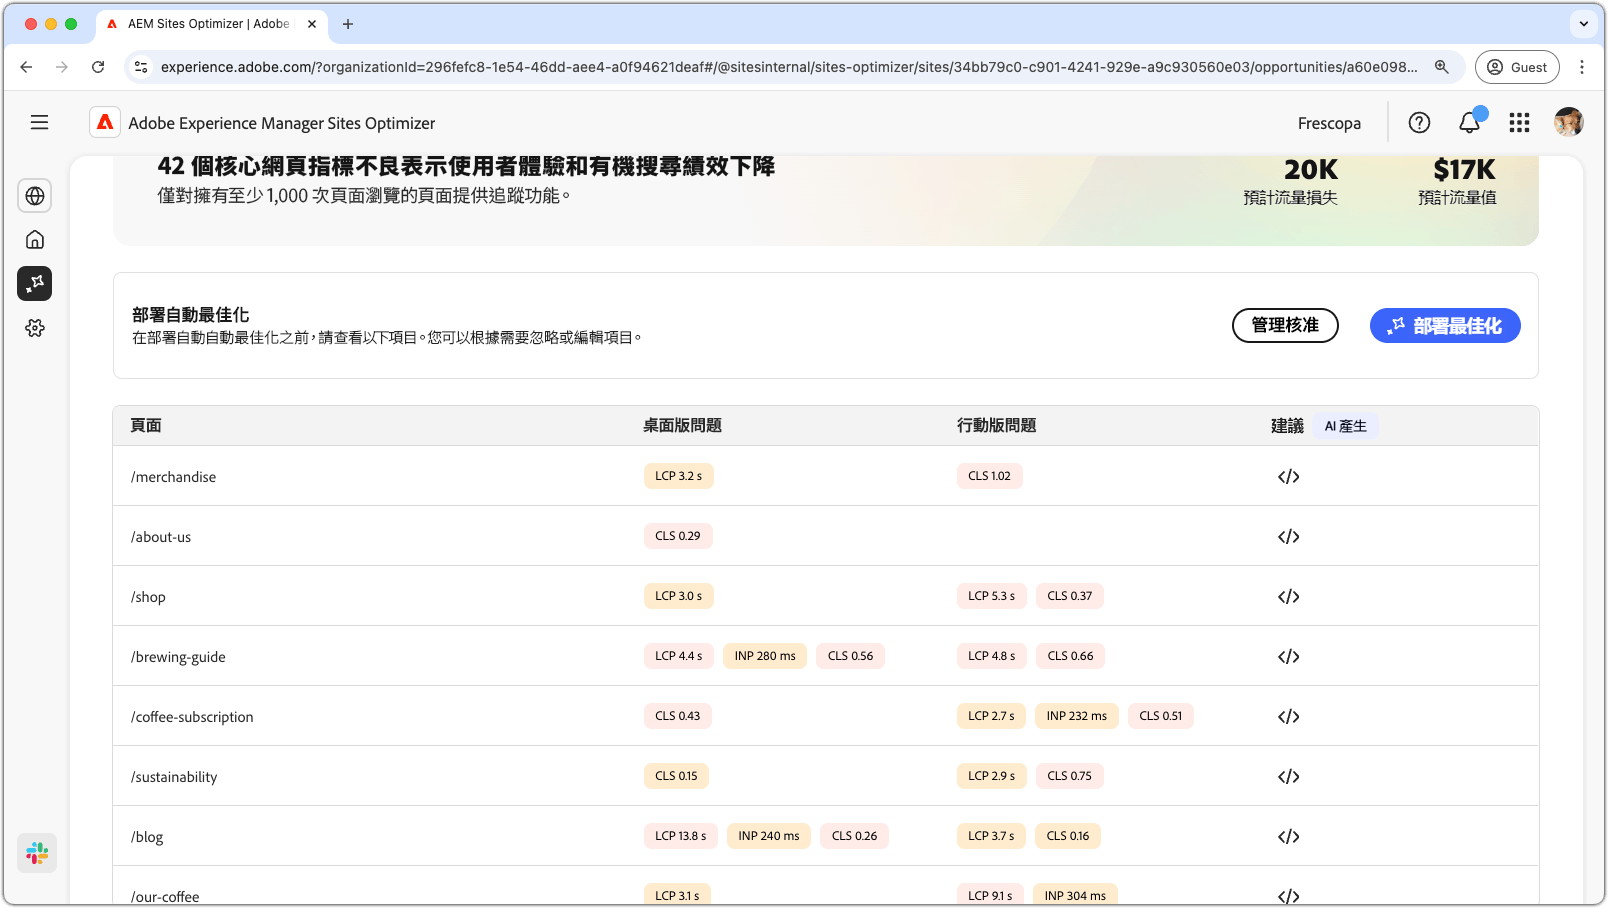 AEM Sites Optimizer | Adobe
experience.adobe.com/?organizationId=296fefc8-1e54-46dd-aee4-a0f94621deaf#/@sitesinternal/sites-optimizer/sites/34bb79c0-c901-4241-929e-a9c930560e03/opportunities/a60e098...
Guest
Adobe Experience Manager Sites Optimizer
Frescopa
42 個核心網頁指標不良表示使用者體驗和有機搜尋績效下降
僅對擁有至少 1,000 次頁面瀏覽的頁面提供追蹤功能。
20K
預計流量損失
$17K
預計流量值
部署自動最佳化
在部署自動自動最佳化之前，請查看以下項目。您可以根據需要忽略或編輯項目。
管理核准
部署最佳化
頁面 桌面版問題 行動版問題 建議 AI 產生
/merchandise LCP 3.2 s CLS 1.02 </>
/about-us CLS 0.29 </>
/shop LCP 3.0 s LCP 5.3 s CLS 0.37 </>
/brewing-guide LCP 4.4 s INP 280 ms CLS 0.56 LCP 4.8 s CLS 0.66 </>
/coffee-subscription CLS 0.43 LCP 2.7 s INP 232 ms CLS 0.51 </>
/sustainability CLS 0.15 LCP 2.9 s CLS 0.75 </>
/blog LCP 13.8 s INP 240 ms CLS 0.26 LCP 3.7 s CLS 0.16 </>
/our-coffee LCP 3.1 s LCP 9.1 s INP 304 ms </>